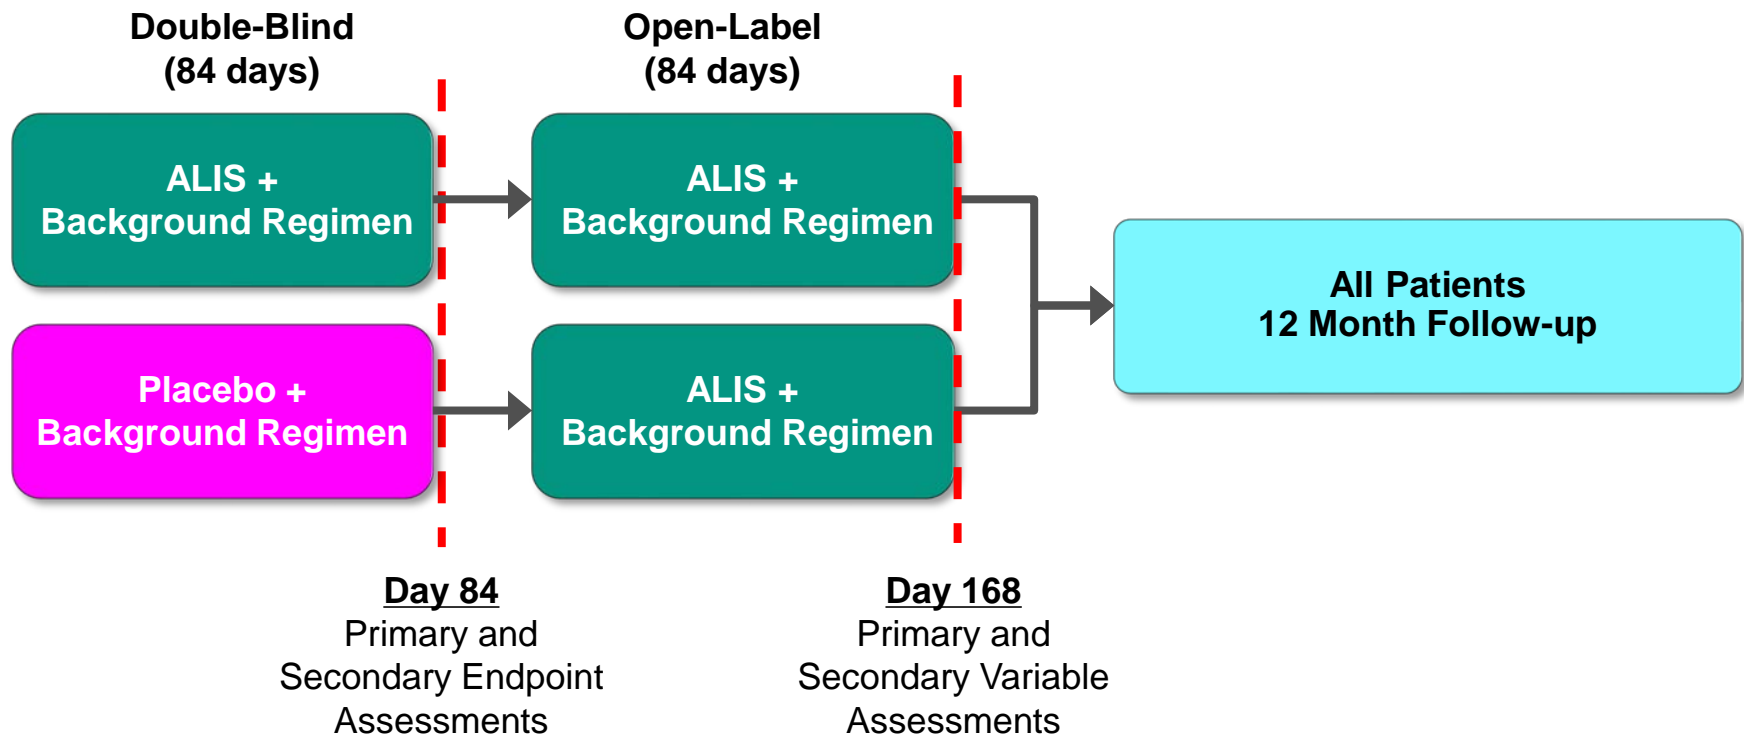 Double-Blind
(84 days)
Open-Label
(84 days)
ALIS +
Background Regimen
ALIS +
Background Regimen
Placebo +
Background Regimen
ALIS +
Background Regimen
All Patients
12 Month Follow-up
Day 84
Primary and
Secondary Endpoint
Assessments
Day 168
Primary and
Secondary Variable
Assessments